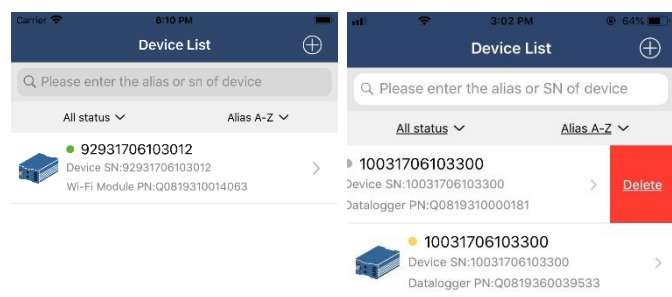 Carrier 6:10 PM
Device List
Please enter the alias or sn of device
All status Alias A-Z
92931706103012
Device SN:92931706103012
Wi-Fi Module PN:Q0819310014063
3:02 PM 64%
Device List
Please enter the alias or SN of device
All status Alias A-Z
10031706103300
Device SN:10031706103300
Datalogger PN:Q0819310000181
Delete
10031706103300
Device SN:10031706103300
Datalogger PN:Q0819360039533